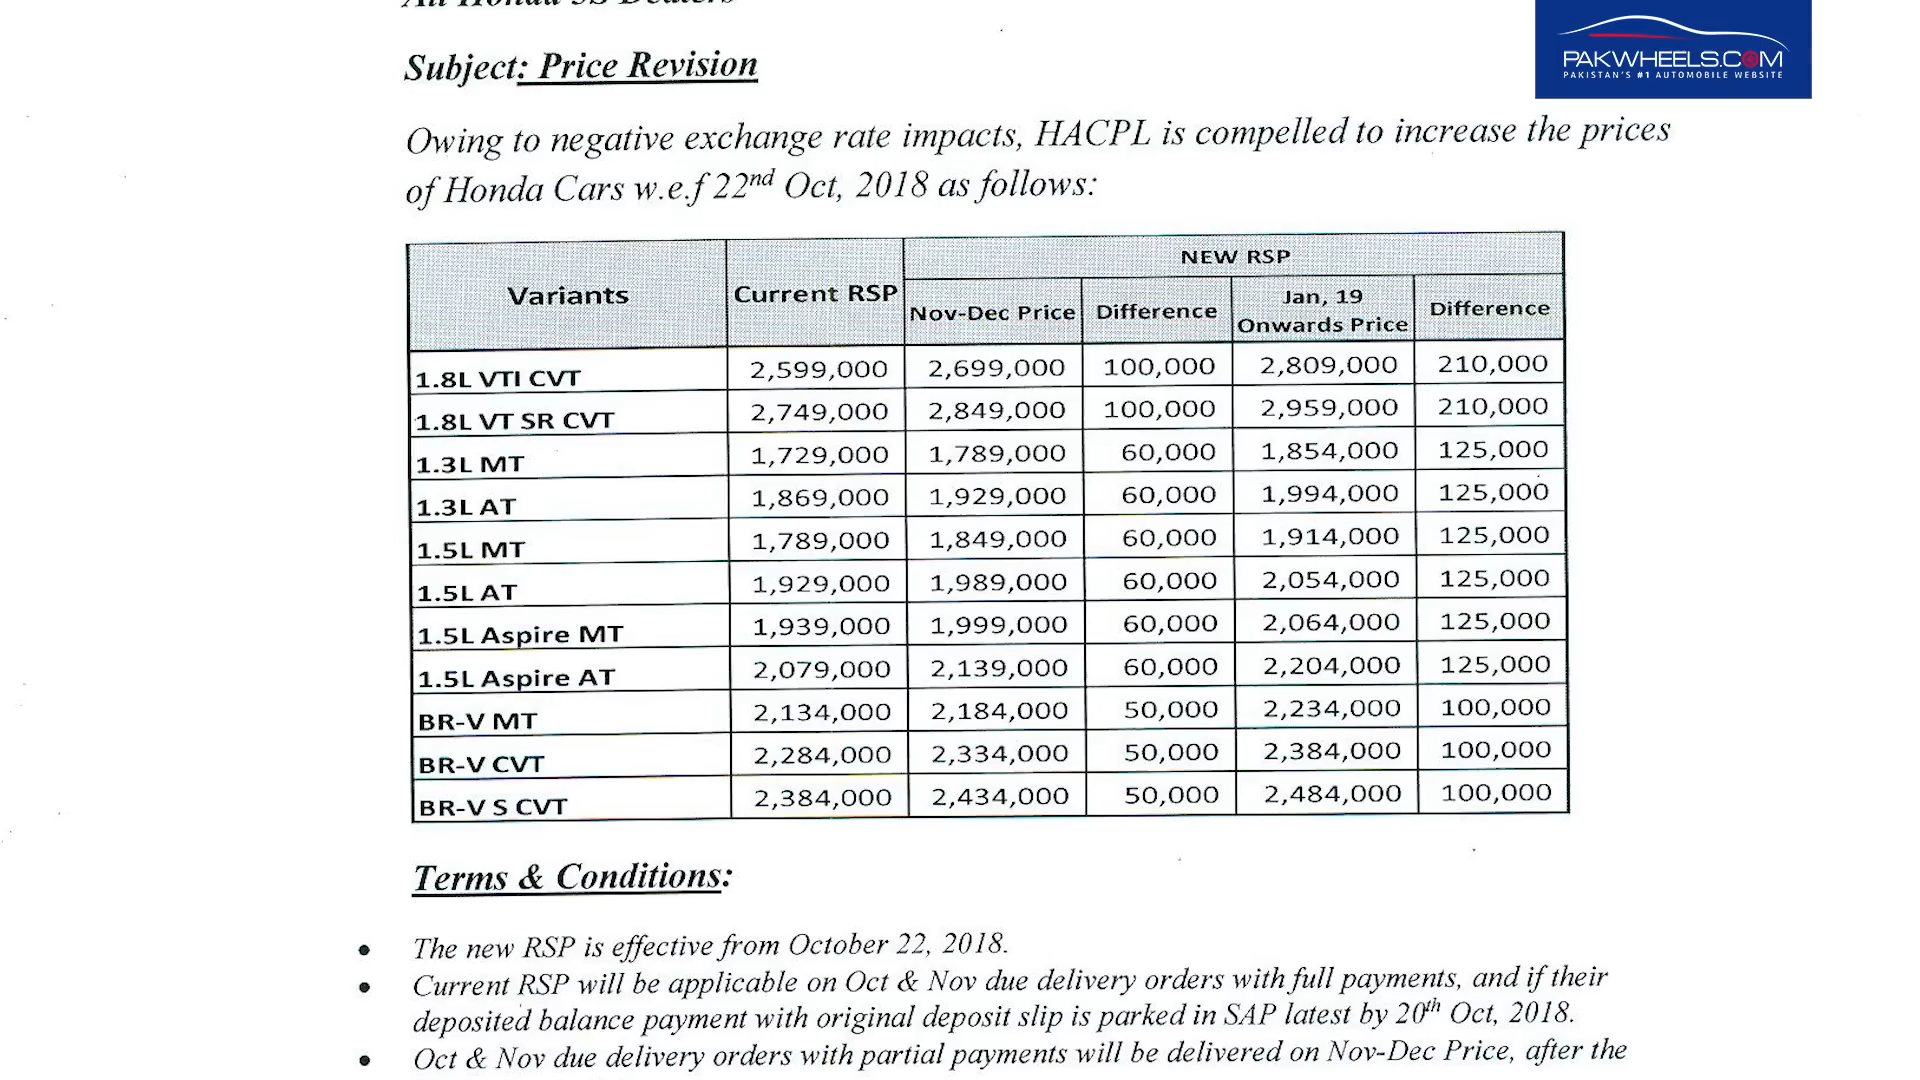 All Honda 3S Dealers
Subject: Price Revision
PAKWHEELS.COM
PAKISTAN'S #1 AUTOMOBILE WEBSITE
Owing to negative exchange rate impacts, HACPL is compelled to increase the prices
of Honda Cars w.e.f 22nd Oct, 2018 as follows:
Variants Current RSP NEW RSP
Nov-Dec Price Difference Jan, 19 Onwards Price Difference
1.8L VTI CVT 2,599,000 2,699,000 100,000 2,809,000 210,000
1.8L VT SR CVT 2,749,000 2,849,000 100,000 2,959,000 210,000
1.3L MT 1,729,000 1,789,000 60,000 1,854,000 125,000
1.3L AT 1,869,000 1,929,000 60,000 1,994,000 125,000
1.5L MT 1,789,000 1,849,000 60,000 1,914,000 125,000
1.5L AT 1,929,000 1,989,000 60,000 2,054,000 125,000
1.5L Aspire MT 1,939,000 1,999,000 60,000 2,064,000 125,000
1.5L Aspire AT 2,079,000 2,139,000 60,000 2,204,000 125,000
BR-V MT 2,134,000 2,184,000 50,000 2,234,000 100,000
BR-V CVT 2,284,000 2,334,000 50,000 2,384,000 100,000
BR-V S CVT 2,384,000 2,434,000 50,000 2,484,000 100,000
Terms & Conditions:
• The new RSP is effective from October 22, 2018.
• Current RSP will be applicable on Oct & Nov due delivery orders with full payments, and if their
deposited balance payment with original deposit slip is parked in SAP latest by 20th Oct, 2018.
• Oct & Nov due delivery orders with partial payments will be delivered on Nov-Dec Price, after the